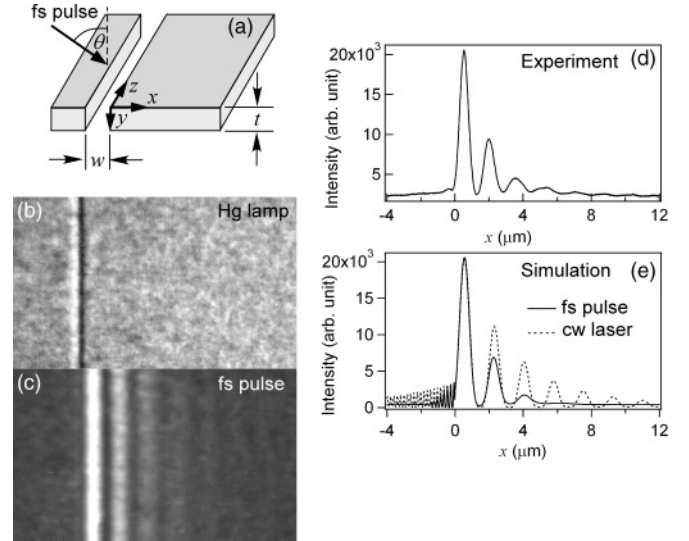 fs pulse
θ
(a)
z
x
y
t
w
(b)
Hg lamp
(c)
fs pulse
(d)
Experiment
Intensity (arb. unit)
20x10³
15
10
5
-4
0
4
8
12
x (μm)
(e)
Simulation
fs pulse
cw laser
Intensity (arb. unit)
20x10³
15
10
5
0
-4
0
4
8
12
x (μm)